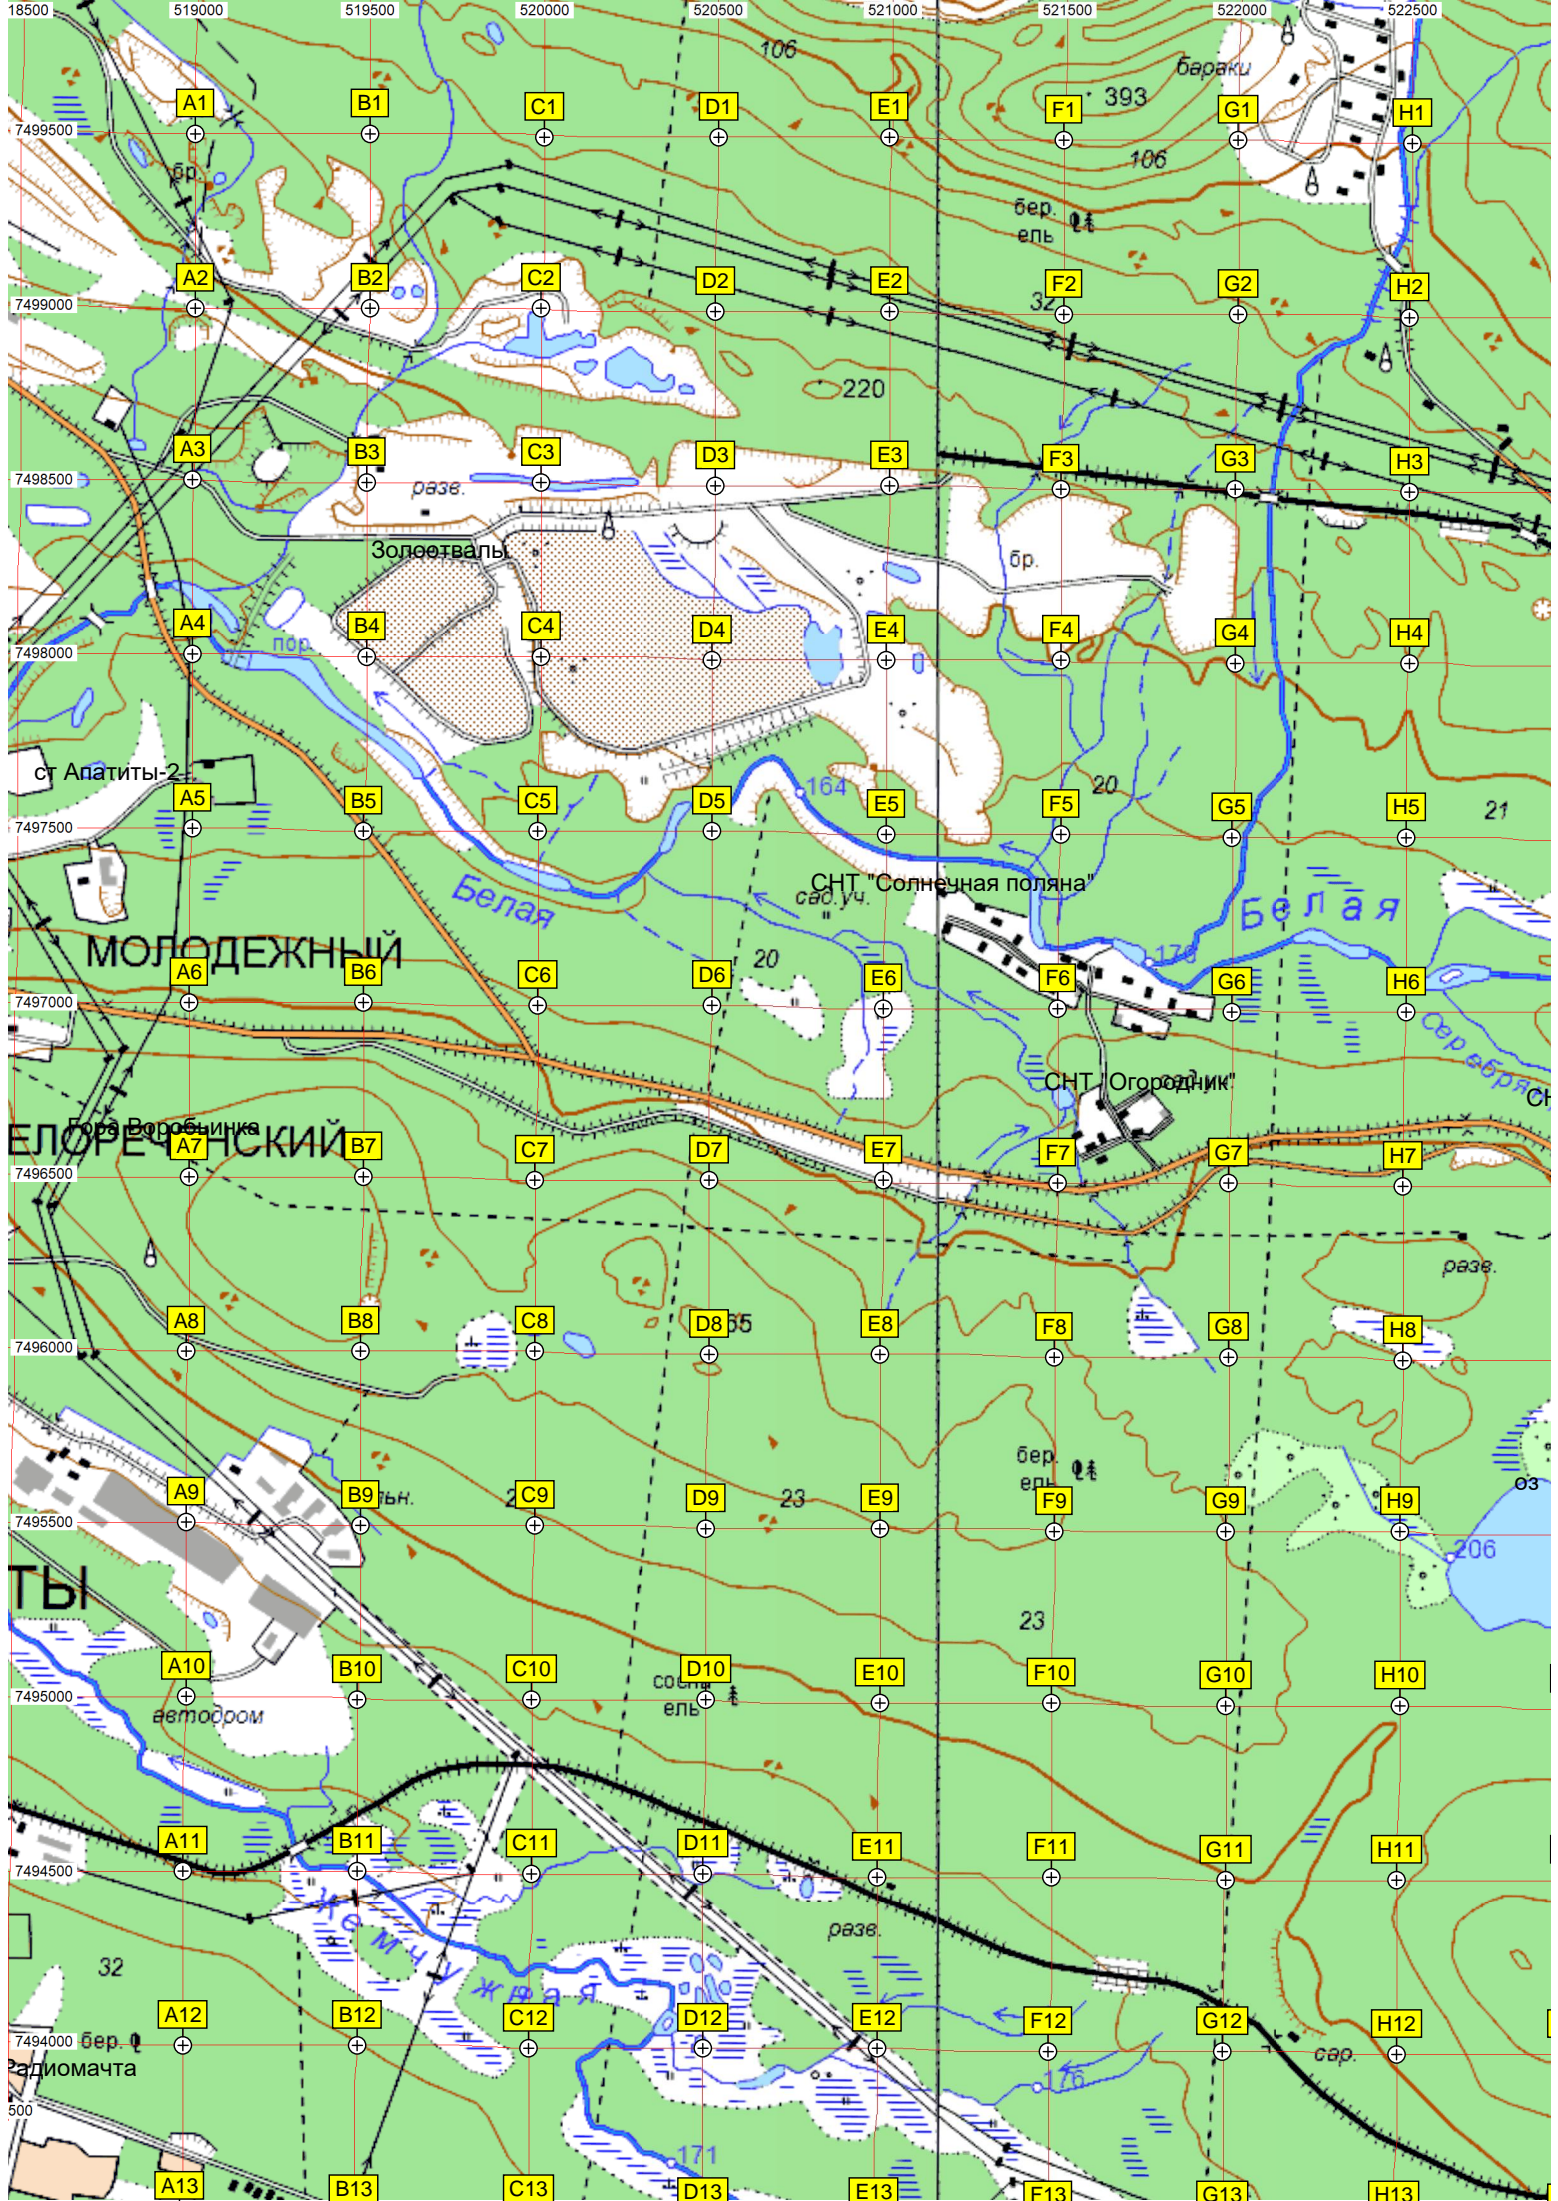 18500 519000 519500 520000 520500 521000 521500 522000 522500
106
бараки
393
A1 B1 C1 D1 E1 F1 G1 H1
7499500
106
бр.
бер.
ель
A2 B2 C2 D2 E2 F2 G2 H2
7499000
220
A3 B3 C3 D3 E3 F3 G3 H3
7498500
разв.
Золоотвалы
бр.
A4 B4 C4 D4 E4 F4 G4 H4
7498000
пор.
ст Апатиты-2
164
20
A5 B5 C5 D5 E5 F5 G5 H5
7497500
21
СНТ "Солнечная поляна"
сад.уч.
Белая
Белая
МОЛОДЕЖНЫЙ
20
A6 B6 C6 D6 E6 F6 G6 H6
7497000
СНТ "Огородник"
СН
Гора Воробьинка
A7 B7 C7 D7 E7 F7 G7 H7
7496500
разв.
A8 B8 C8 D8 E8 F8 G8 H8
7496000
бер.
ель
оз
A9 B9 C9 D9 E9 F9 G9 H9
23
7495500
206
ТЫ
23
A10 B10 C10 D10 E10 F10 G10 H10
7495000
сосна
ель
автодром
A11 B11 C11 D11 E11 F11 G11 H11
7494500
Жемчужная
разв.
32
A12 B12 C12 D12 E12 F12 G12 H12
7494000
бер.
сар.
адиомачта
176
500
171
A13 B13 C13 D13 E13 F13 G13 H13